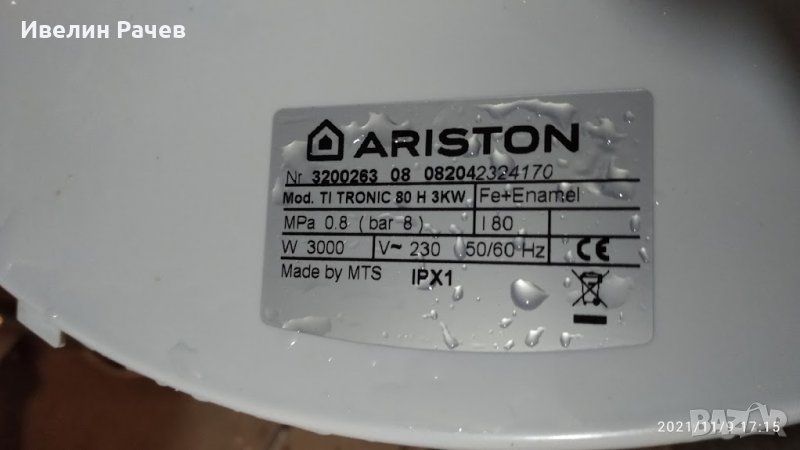 Ивелин Рачев
ARISTON
Nr. 3200263 08 082042324170
Mod. TI TRONIC 80 H 3KW Fe+Enamel
MPa 0.8 ( bar 8 ) l 80
W 3000 V~ 230 50/60 Hz CE
Made by MTS IPX1
BAZAR
2021/11/9 17:15